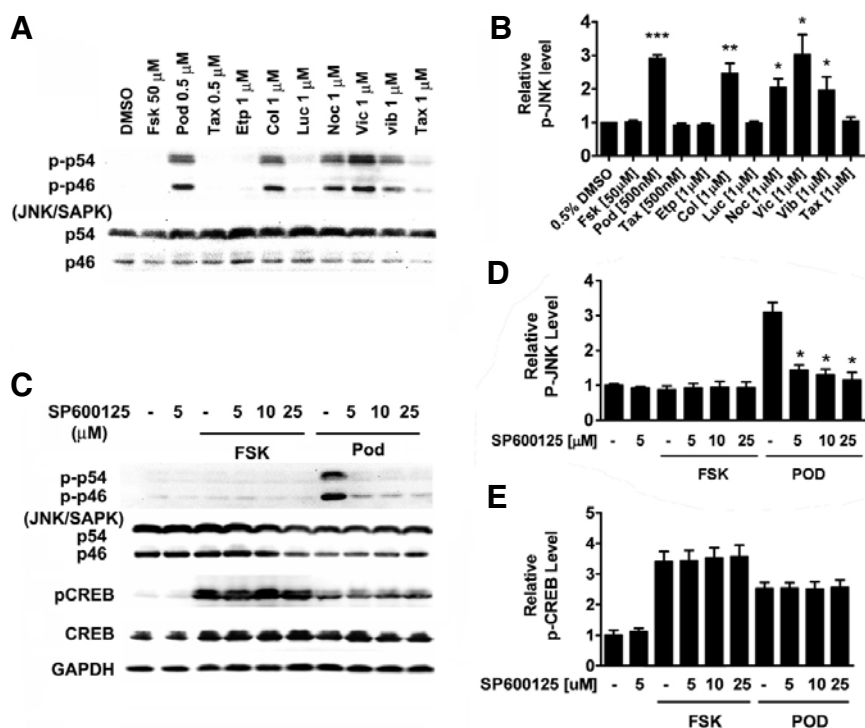 A
DMSO
Fsk 50 µM
Pod 0.5 µM
Tax 0.5 µM
Etp 1 µM
Col 1 µM
Luc 1 µM
Noc 1 µM
Vic 1 µM
vib 1 µM
Tax 1 µM
p-p54
p-p46
(JNK/SAPK)
p54
p46
B
Relative
p-JNK level
4
3
2
1
0
***
**
*
*
*
0.5% DMSO
Fsk [50µM]
Pod [500nM]
Tax [500nM]
Etp [1µM]
Col [1µM]
Luc [1µM]
Noc [1µM]
Vic [1µM]
Vib [1µM]
Tax [1µM]
C
SP600125
(µM)
- 5 - 5 10 25 - 5 10 25
FSK Pod
p-p54
p-p46
(JNK/SAPK)
p54
p46
pCREB
CREB
GAPDH
D
Relative
P-JNK Level
4
3
2
1
0
* * *
SP600125 [µM] - 5 - 5 10 25 - 5 10 25
FSK POD
E
Relative
p-CREB Level
5
4
3
2
1
0
SP600125 [uM] - 5 - 5 10 25 - 5 10 25
FSK POD